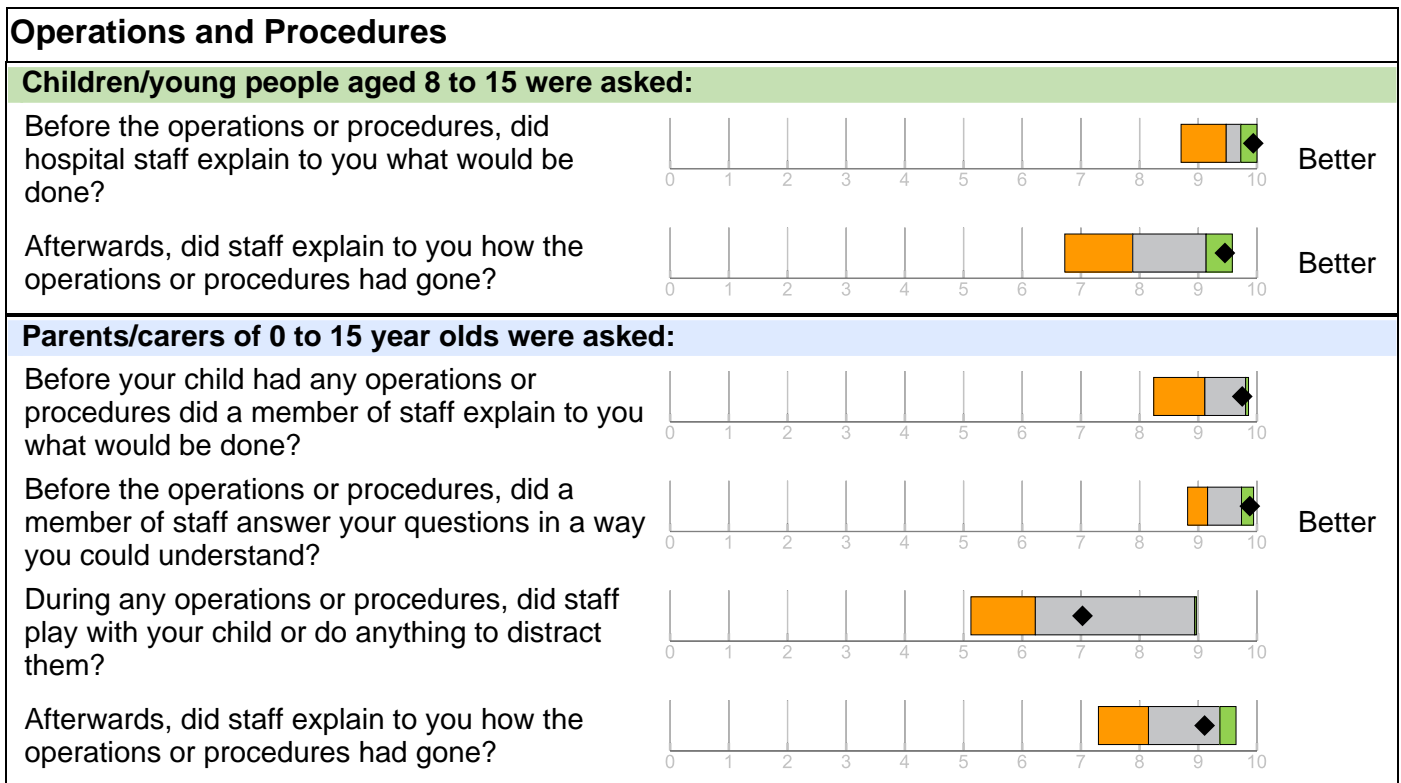 Operations and Procedures
Children/young people aged 8 to 15 were asked:
Before the operations or procedures, did
hospital staff explain to you what would be
done?
0 1 2 3 4 5 6 7 8 9 10
Better
Afterwards, did staff explain to you how the
operations or procedures had gone?
0 1 2 3 4 5 6 7 8 9 10
Better
Parents/carers of 0 to 15 year olds were asked:
Before your child had any operations or
procedures did a member of staff explain to you
what would be done?
0 1 2 3 4 5 6 7 8 9 10
Before the operations or procedures, did a
member of staff answer your questions in a way
you could understand?
0 1 2 3 4 5 6 7 8 9 10
Better
During any operations or procedures, did staff
play with your child or do anything to distract
them?
0 1 2 3 4 5 6 7 8 9 10
Afterwards, did staff explain to you how the
operations or procedures had gone?
0 1 2 3 4 5 6 7 8 9 10